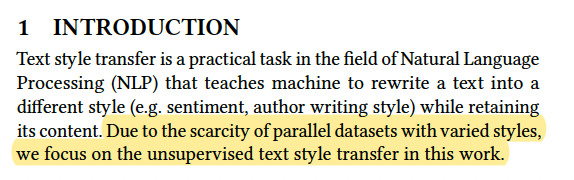 1 INTRODUCTION
Text style transfer is a practical task in the field of Natural Language
Processing (NLP) that teaches machine to rewrite a text into a
different style (e.g. sentiment, author writing style) while retaining
its content. Due to the scarcity of parallel datasets with varied styles,
we focus on the unsupervised text style transfer in this work.